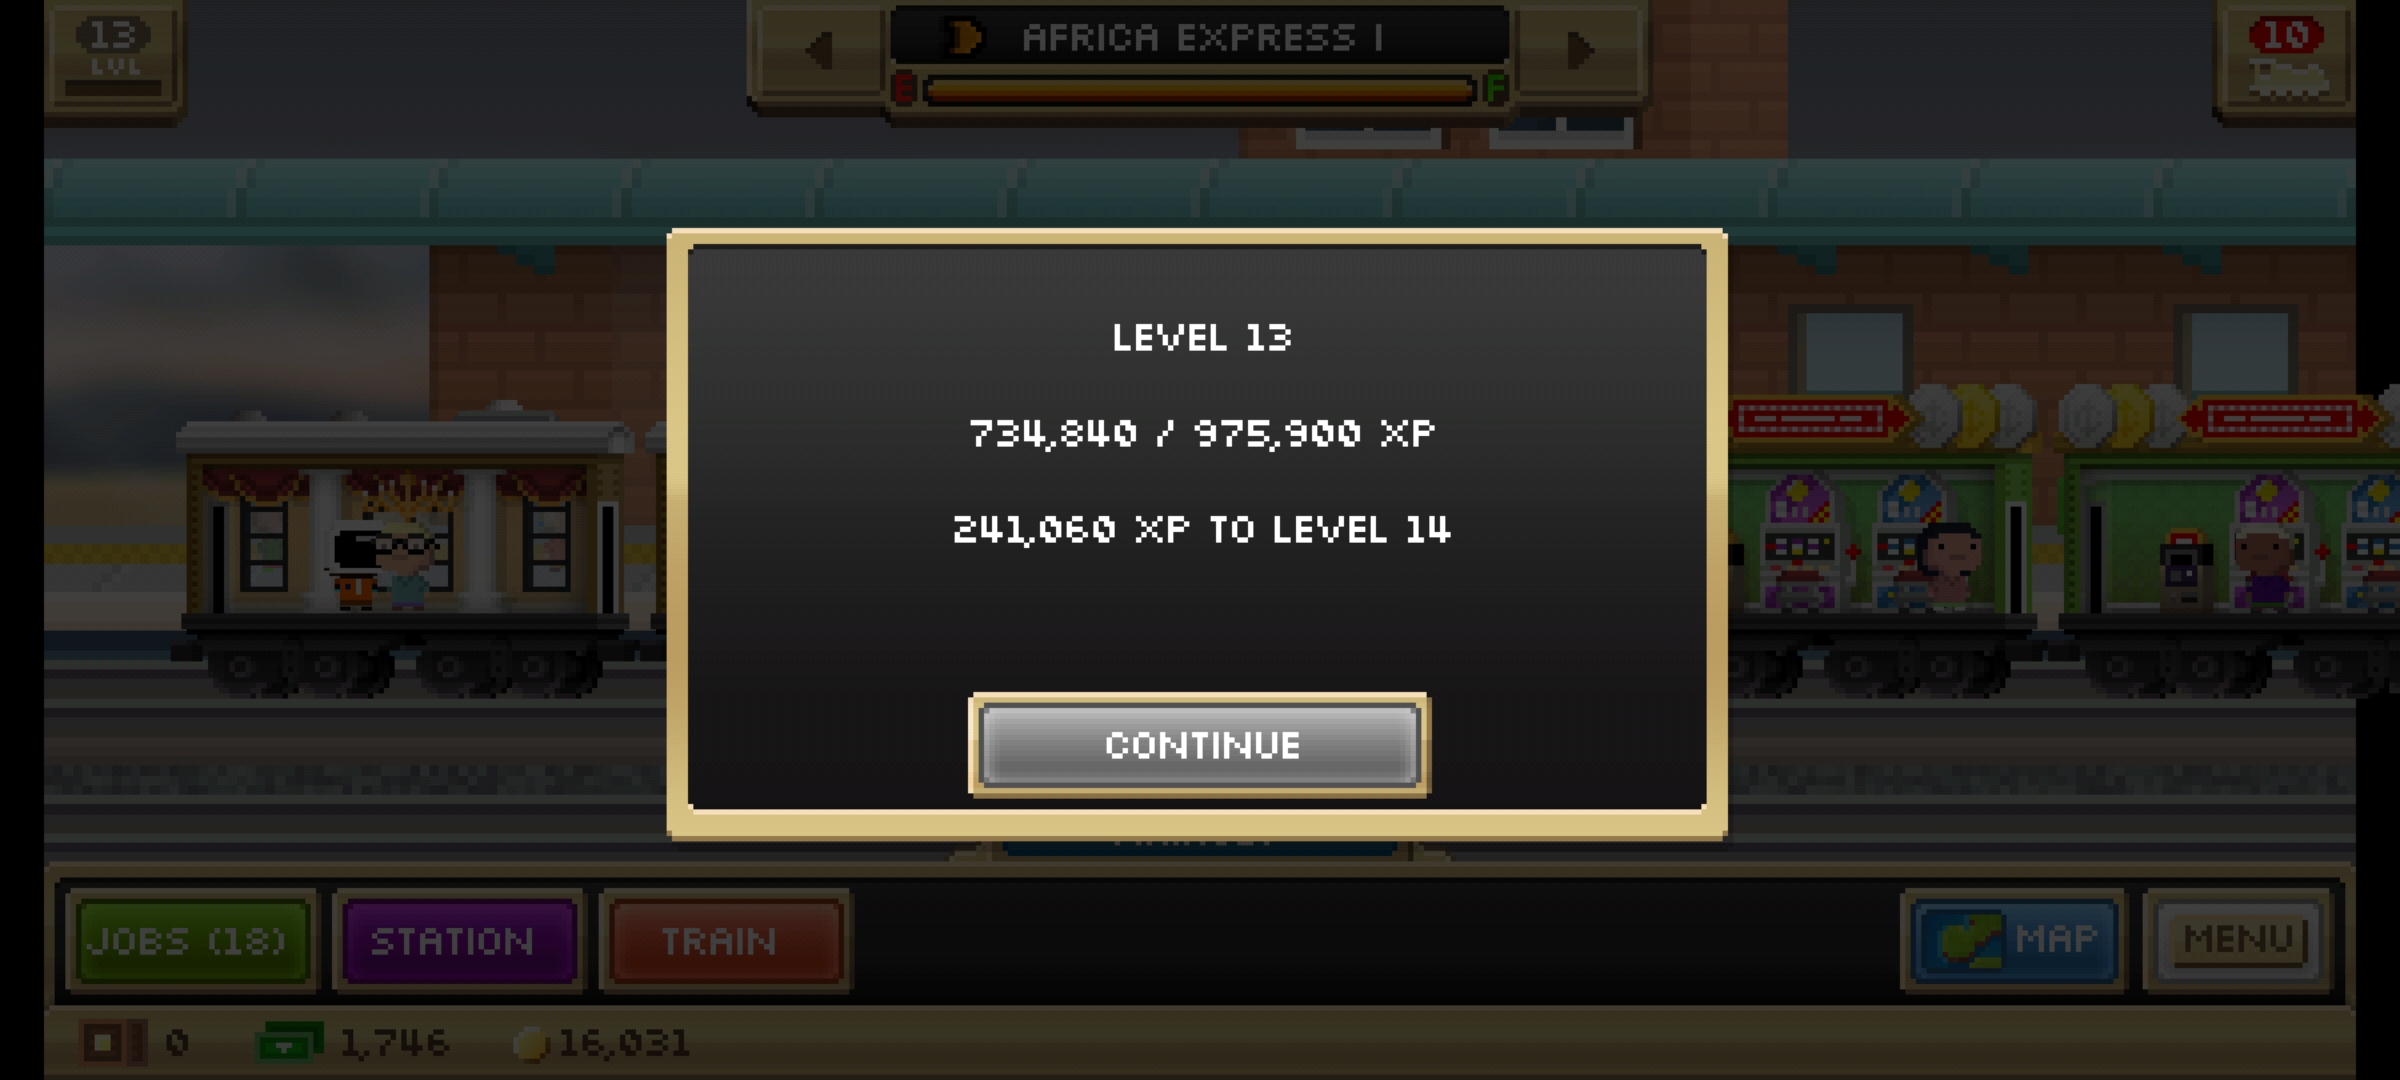 13
LVL
AFRICA EXPRESS I
E F
10
LEVEL 13
734,840 / 975,900 XP
241,060 XP TO LEVEL 14
CONTINUE
JOBS (18)
STATION
TRAIN
MAP
MENU
0
1,746
16,031